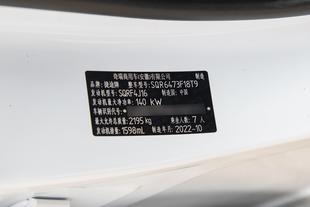 奇瑞商用车(安徽)有限公司 制造
品牌：捷途牌 整车型号：SQR6473F18T9
发动机型号：SQRF4J16 制造国：中国
发动机最大净功率：140 kW
车辆识别代号：
最大允许总质量：2195 kg 乘坐人数：7 人
发动机排量：1598mL 制造年月：2022-10